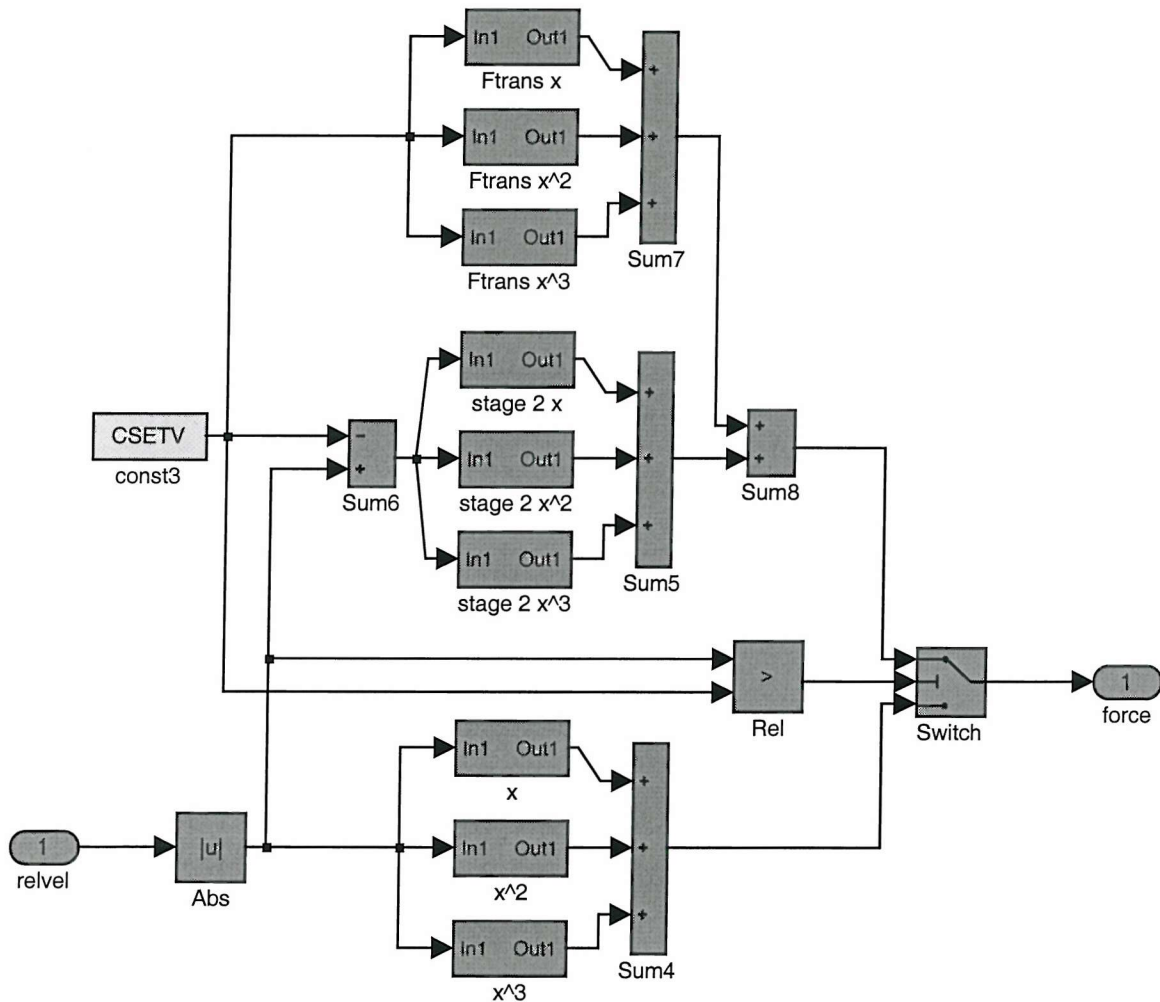 In1 Out1
Ftrans x
In1 Out1
Ftrans x^2
In1 Out1
Ftrans x^3
+
+
+
Sum7
In1 Out1
stage 2 x
In1 Out1
stage 2 x^2
In1 Out1
stage 2 x^3
+
+
+
Sum5
CSETV
const3
-
+
Sum6
+
+
Sum8
>
Rel
Switch
1
force
1
relvel
|u|
Abs
In1 Out1
x
In1 Out1
x^2
In1 Out1
x^3
+
+
+
Sum4